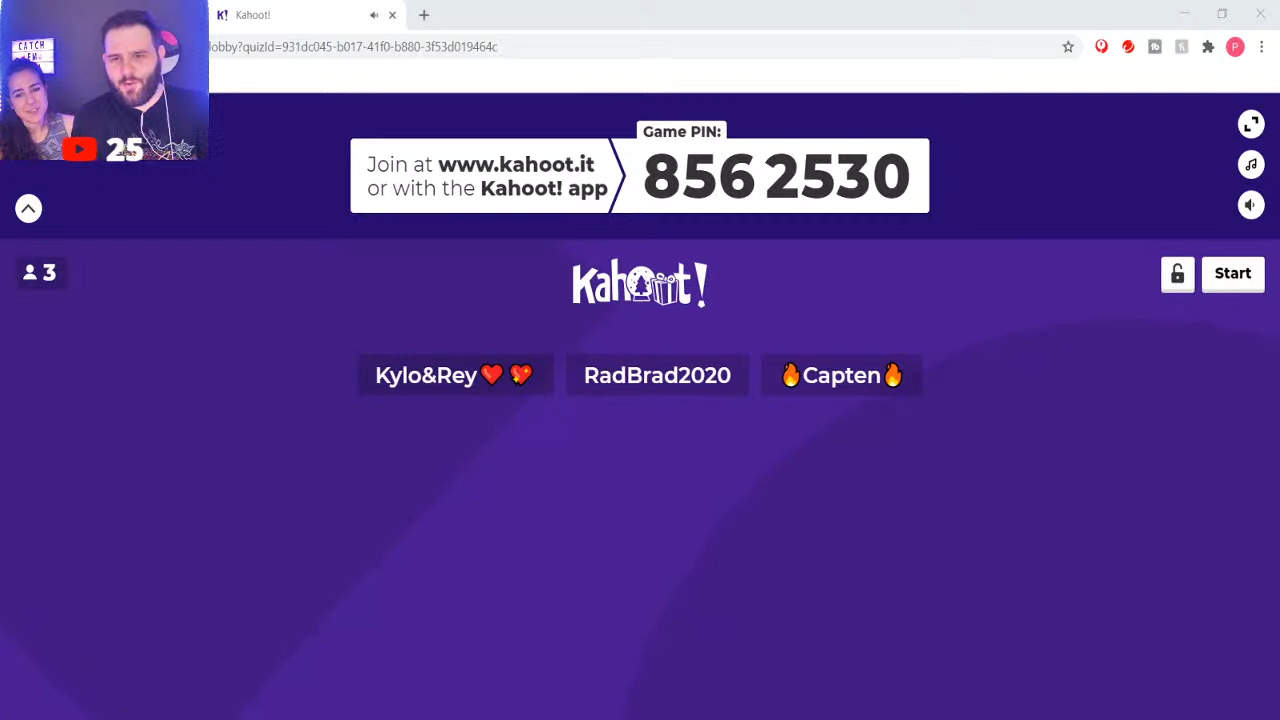 Kahoot!
lobby?quizId=931dc045-b017-41f0-b880-3f53d019464c
CATCH
25
Game PIN:
Join at www.kahoot.it
or with the Kahoot! app
856 2530
3
Kahoot!
Start
Kylo&Rey❤️ 💖
RadBrad2020
🔥Capten🔥